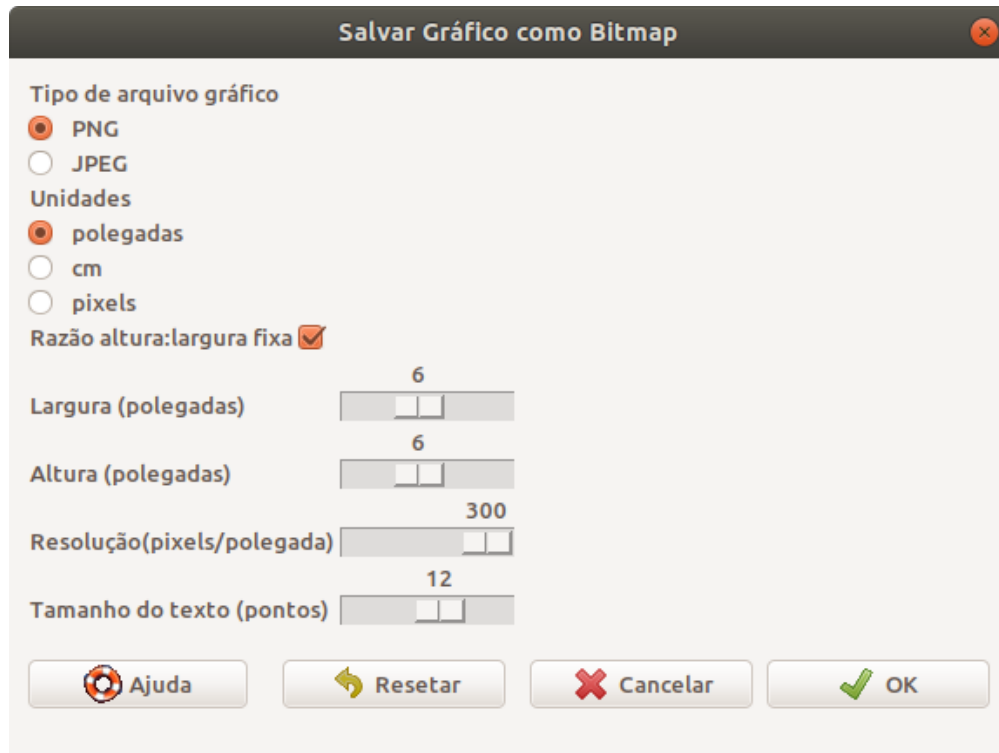 Salvar Gráfico como Bitmap
Tipo de arquivo gráfico
PNG
JPEG
Unidades
polegadas
cm
pixels
Razão altura:largura fixa
6
Largura (polegadas)
6
Altura (polegadas)
300
Resolução(pixels/polegada)
12
Tamanho do texto (pontos)
Ajuda Resetar Cancelar OK